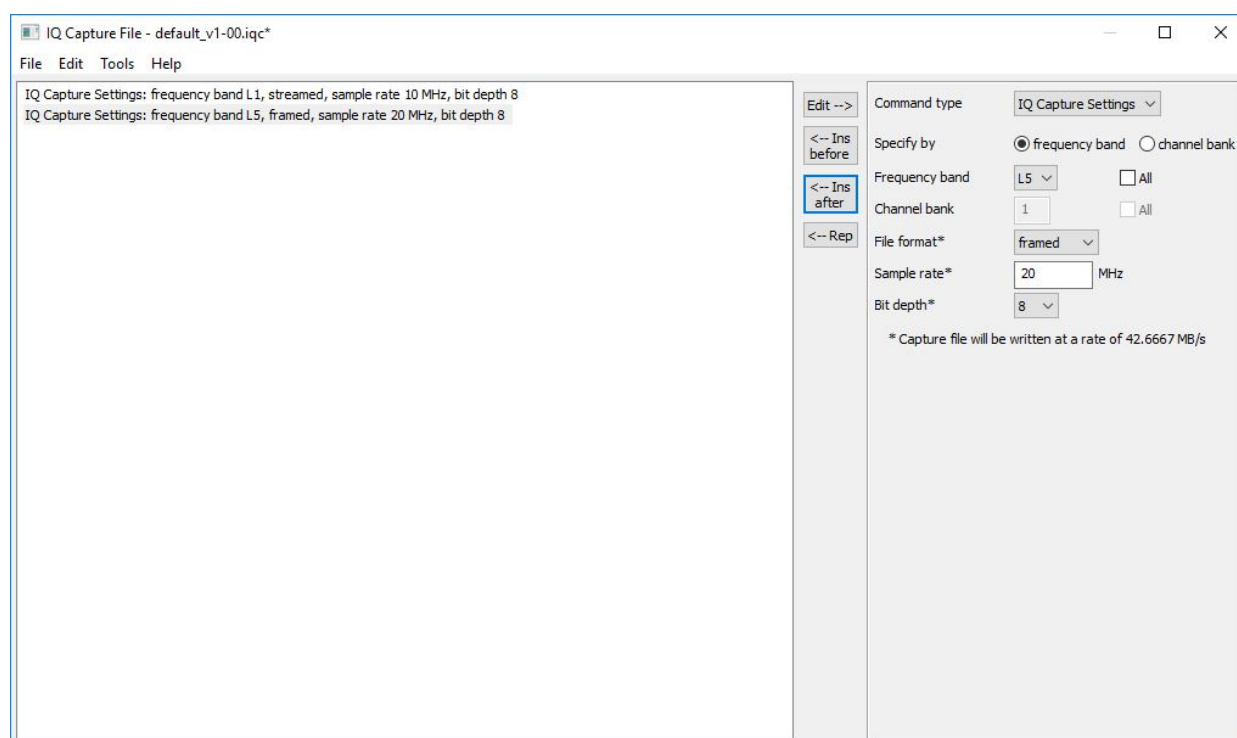 IQ Capture File - default_v1-00.iqc*
File Edit Tools Help
IQ Capture Settings: frequency band L1, streamed, sample rate 10 MHz, bit depth 8
IQ Capture Settings: frequency band L5, framed, sample rate 20 MHz, bit depth 8
Edit -->
<-- Ins
before
<-- Ins
after
<-- Rep
Command type IQ Capture Settings
Specify by frequency band channel bank
Frequency band L5 All
Channel bank 1 All
File format* framed
Sample rate* 20 MHz
Bit depth* 8
* Capture file will be written at a rate of 42.6667 MB/s